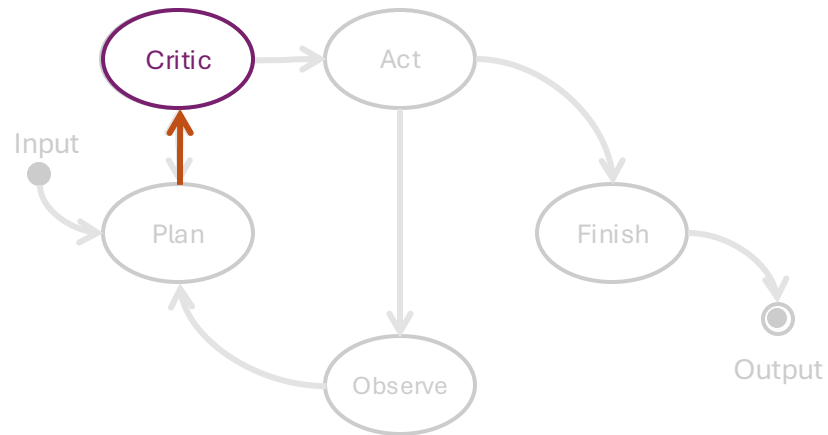 Critic
Act
Input
Plan
Finish
Output
Observe